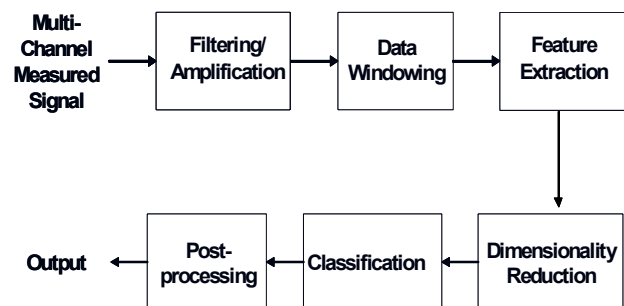 Multi-
Channel
Measured
Signal
Filtering/
Amplification
Data
Windowing
Feature
Extraction
Dimensionality
Reduction
Classification
Post-
processing
Output